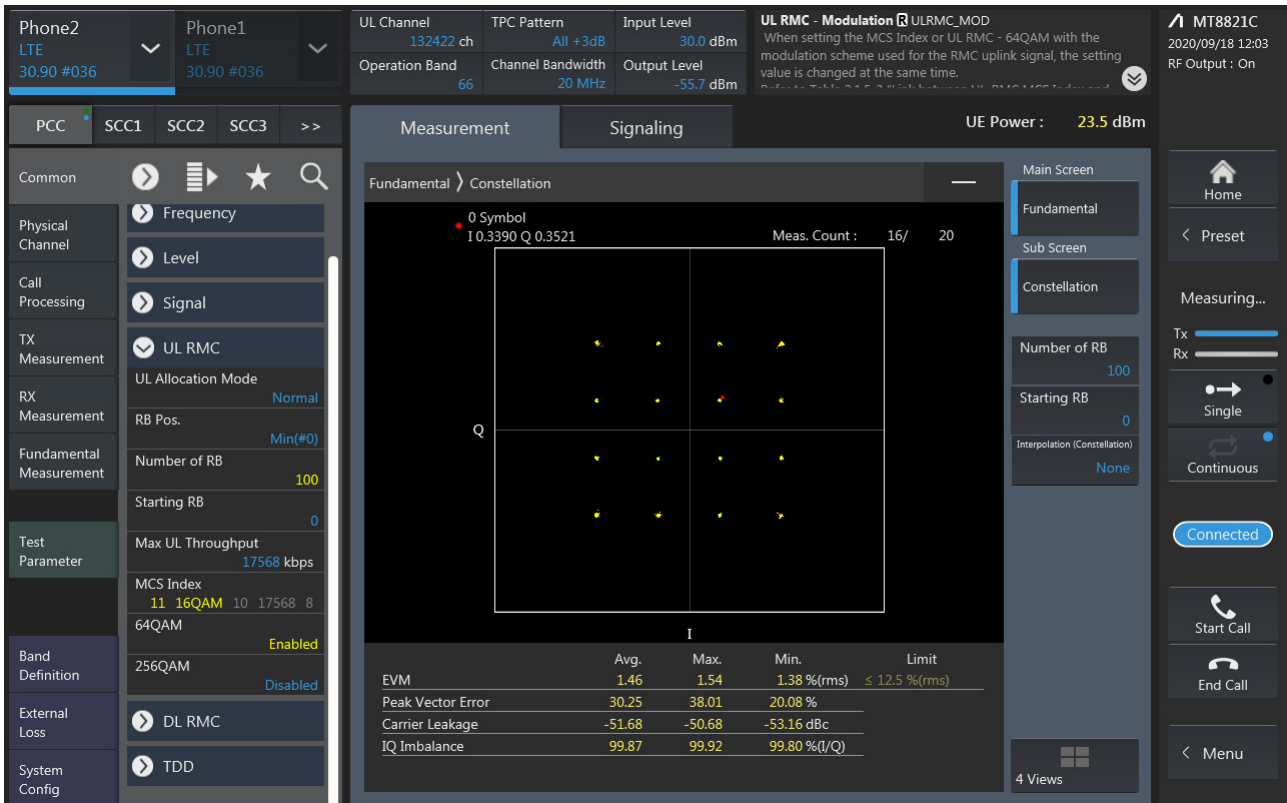 Phone2
LTE
30.90 #036
Phone1
LTE
30.90 #036
UL Channel
132422 ch
Operation Band
66
TPC Pattern
All +3dB
Channel Bandwidth
20 MHz
Input Level
30.0 dBm
Output Level
-55.7 dBm
UL RMC - Modulation R ULRMC_MOD
When setting the MCS Index or UL RMC - 64QAM with the
modulation scheme used for the RMC uplink signal, the setting
value is changed at the same time.
MT8821C
2020/09/18 12:03
RF Output : On
PCC SCC1 SCC2 SCC3 >>
Measurement
Signaling
UE Power : 23.5 dBm
Common
Physical
Channel
Call
Processing
TX
Measurement
RX
Measurement
Fundamental
Measurement
Test
Parameter
Band
Definition
External
Loss
System
Config
Frequency
Level
Signal
UL RMC
UL Allocation Mode
Normal
RB Pos.
Min(#0)
Number of RB
100
Starting RB
0
Max UL Throughput
17568 kbps
MCS Index
11 16QAM 10 17568 8
64QAM
Enabled
256QAM
Disabled
DL RMC
TDD
Fundamental 〉 Constellation
0 Symbol
I 0.3390 Q 0.3521
Meas. Count : 16/ 20
Q
I
Avg. Max. Min. Limit
EVM 1.46 1.54 1.38 %(rms) ≤ 12.5 %(rms)
Peak Vector Error 30.25 38.01 20.08 %
Carrier Leakage -51.68 -50.68 -53.16 dBc
IQ Imbalance 99.87 99.92 99.80 %(I/Q)
Main Screen
Fundamental
Sub Screen
Constellation
Number of RB
100
Starting RB
0
Interpolation (Constellation)
None
4 Views
Home
< Preset
Measuring...
Tx
Rx
Single
Continuous
Connected
Start Call
End Call
< Menu